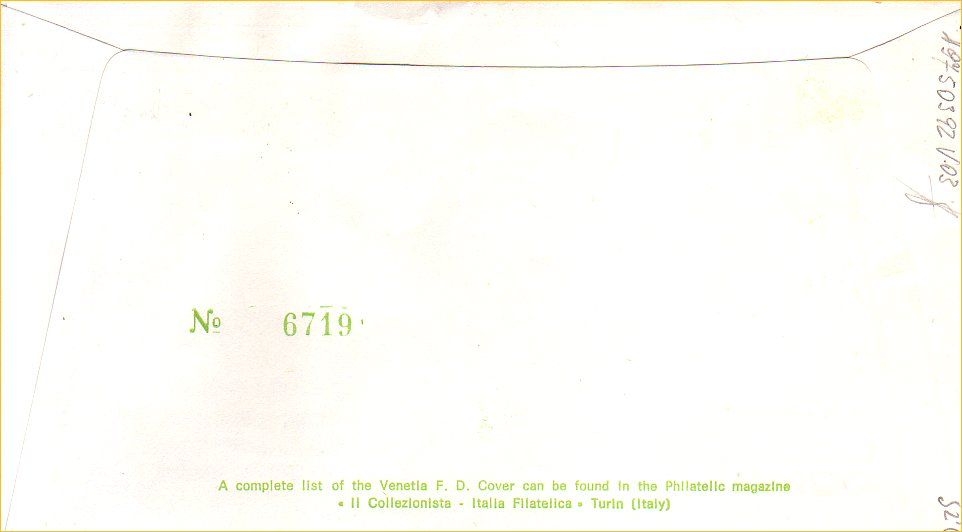 № 6719
A complete list of the Venetia F. D. Cover can be found in the Philatelic magazine
« Il Collezionista - Italia Filatelica » Turin (Italy)